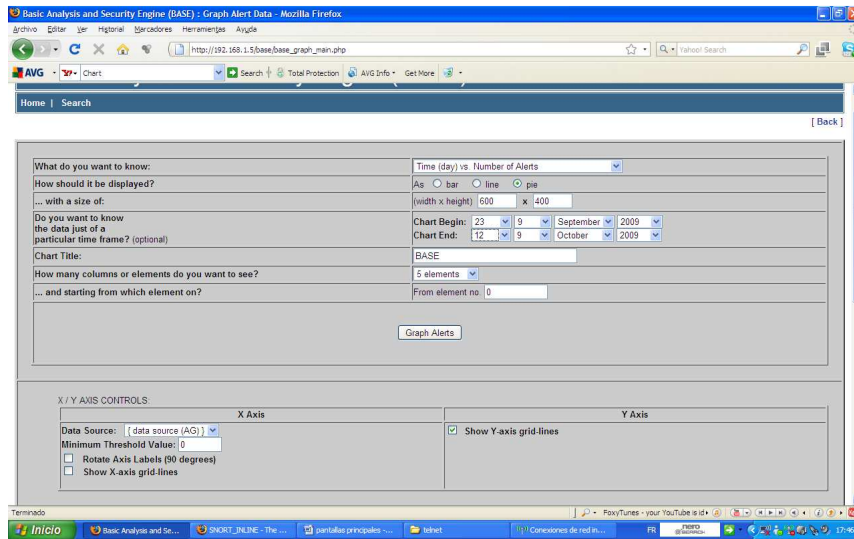 Basic Analysis and Security Engine (BASE) : Graph Alert Data - Mozilla Firefox
Archivo Editar Ver Historial Marcadores Herramientas Ayuda
http://192.168.1.5/base/base_graph_main.php
Yahoo! Search
AVG Chart Search Total Protection AVG Info Get More
Home | Search
[ Back ]
What do you want to know: Time (day) vs. Number of Alerts
How should it be displayed? As bar line pie
... with a size of: (width x height) 600 x 400
Do you want to know
the data just of a
particular time frame? (optional)
Chart Begin: 23 9 September 2009
Chart End: 12 9 October 2009
Chart Title: BASE
How many columns or elements do you want to see? 5 elements
... and starting from which element on? From element no. 0
Graph Alerts
X / Y AXIS CONTROLS:
X Axis Y Axis
Data Source: { data source (AG) } Show Y-axis grid-lines
Minimum Threshold Value: 0
Rotate Axis Labels (90 degrees)
Show X-axis grid-lines
Terminado FoxyTunes - your YouTube is id
Inicio Basic Analysis and Se... SNORT_INLINE - The ... pantallas principales -... telnet Conexiones de red in... FR nero SEARCH 17:46